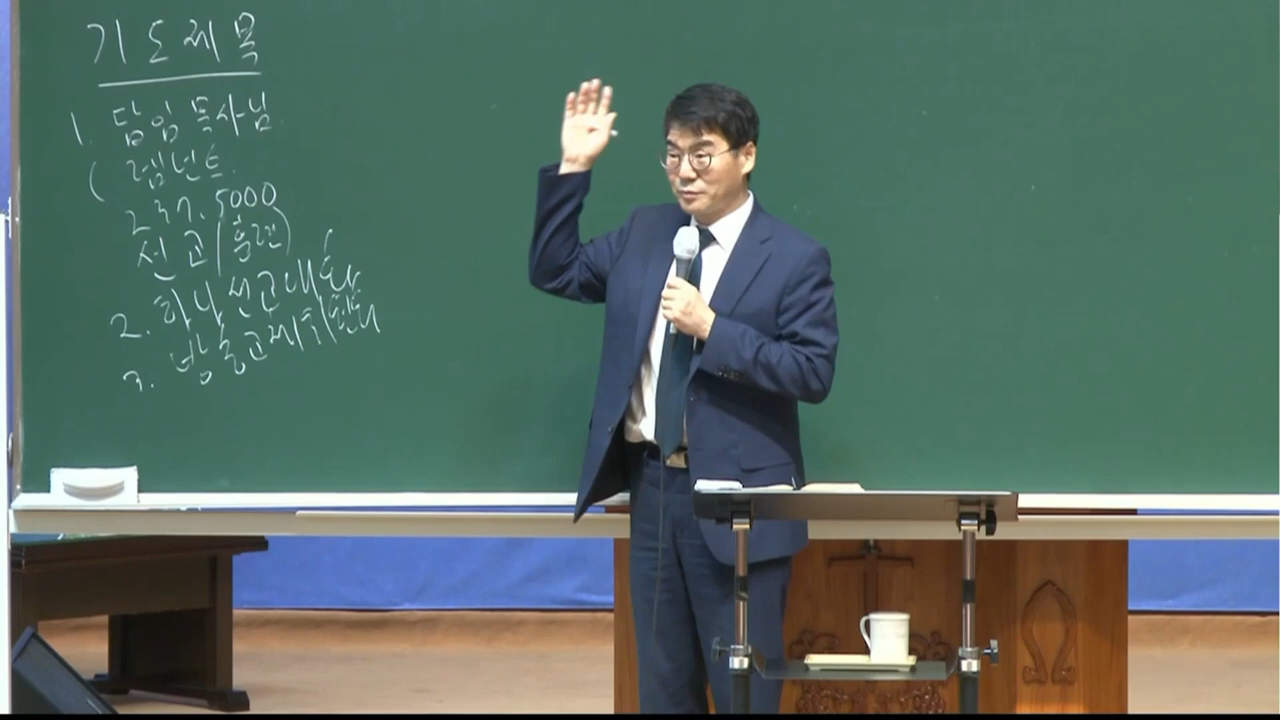 기도제목
1. 담임목사님
( 렘넌트.
237. 5000
선교(훈련)
2. 하나선교대회
3.